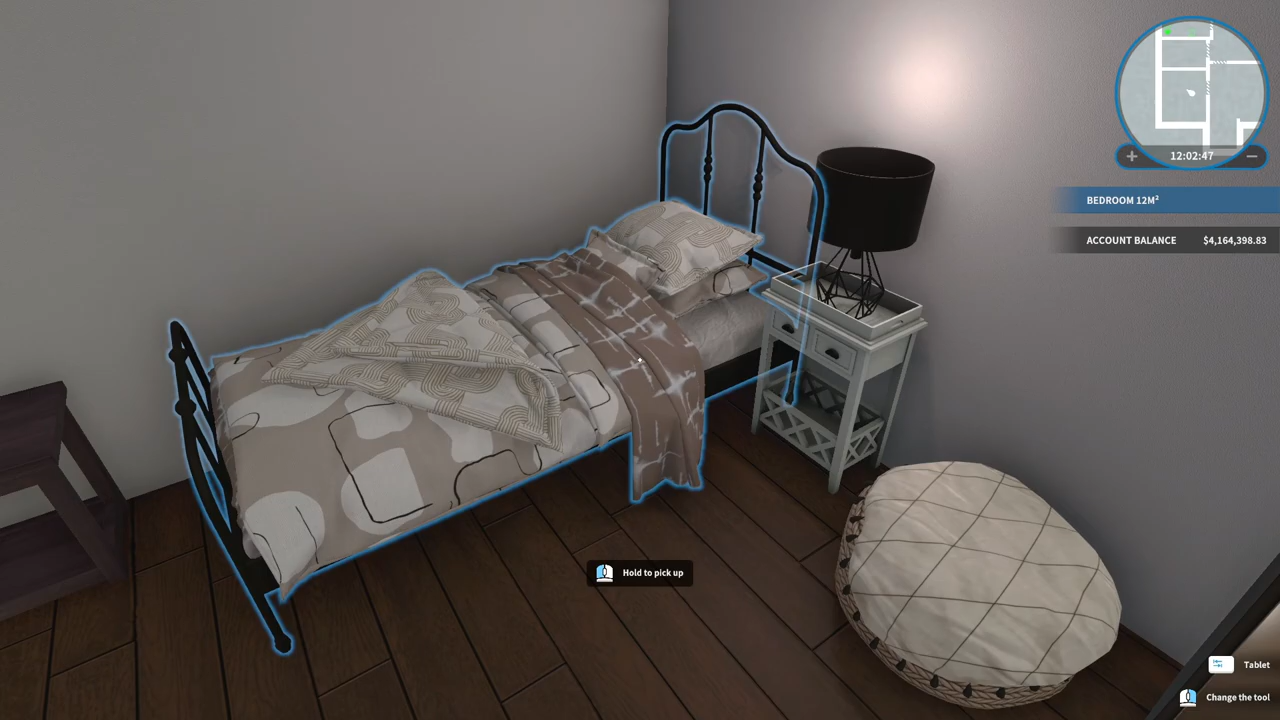 + 12:02:47 −
BEDROOM 12M²
ACCOUNT BALANCE $4,164,398.83
Hold to pick up
Tablet
Change the tool